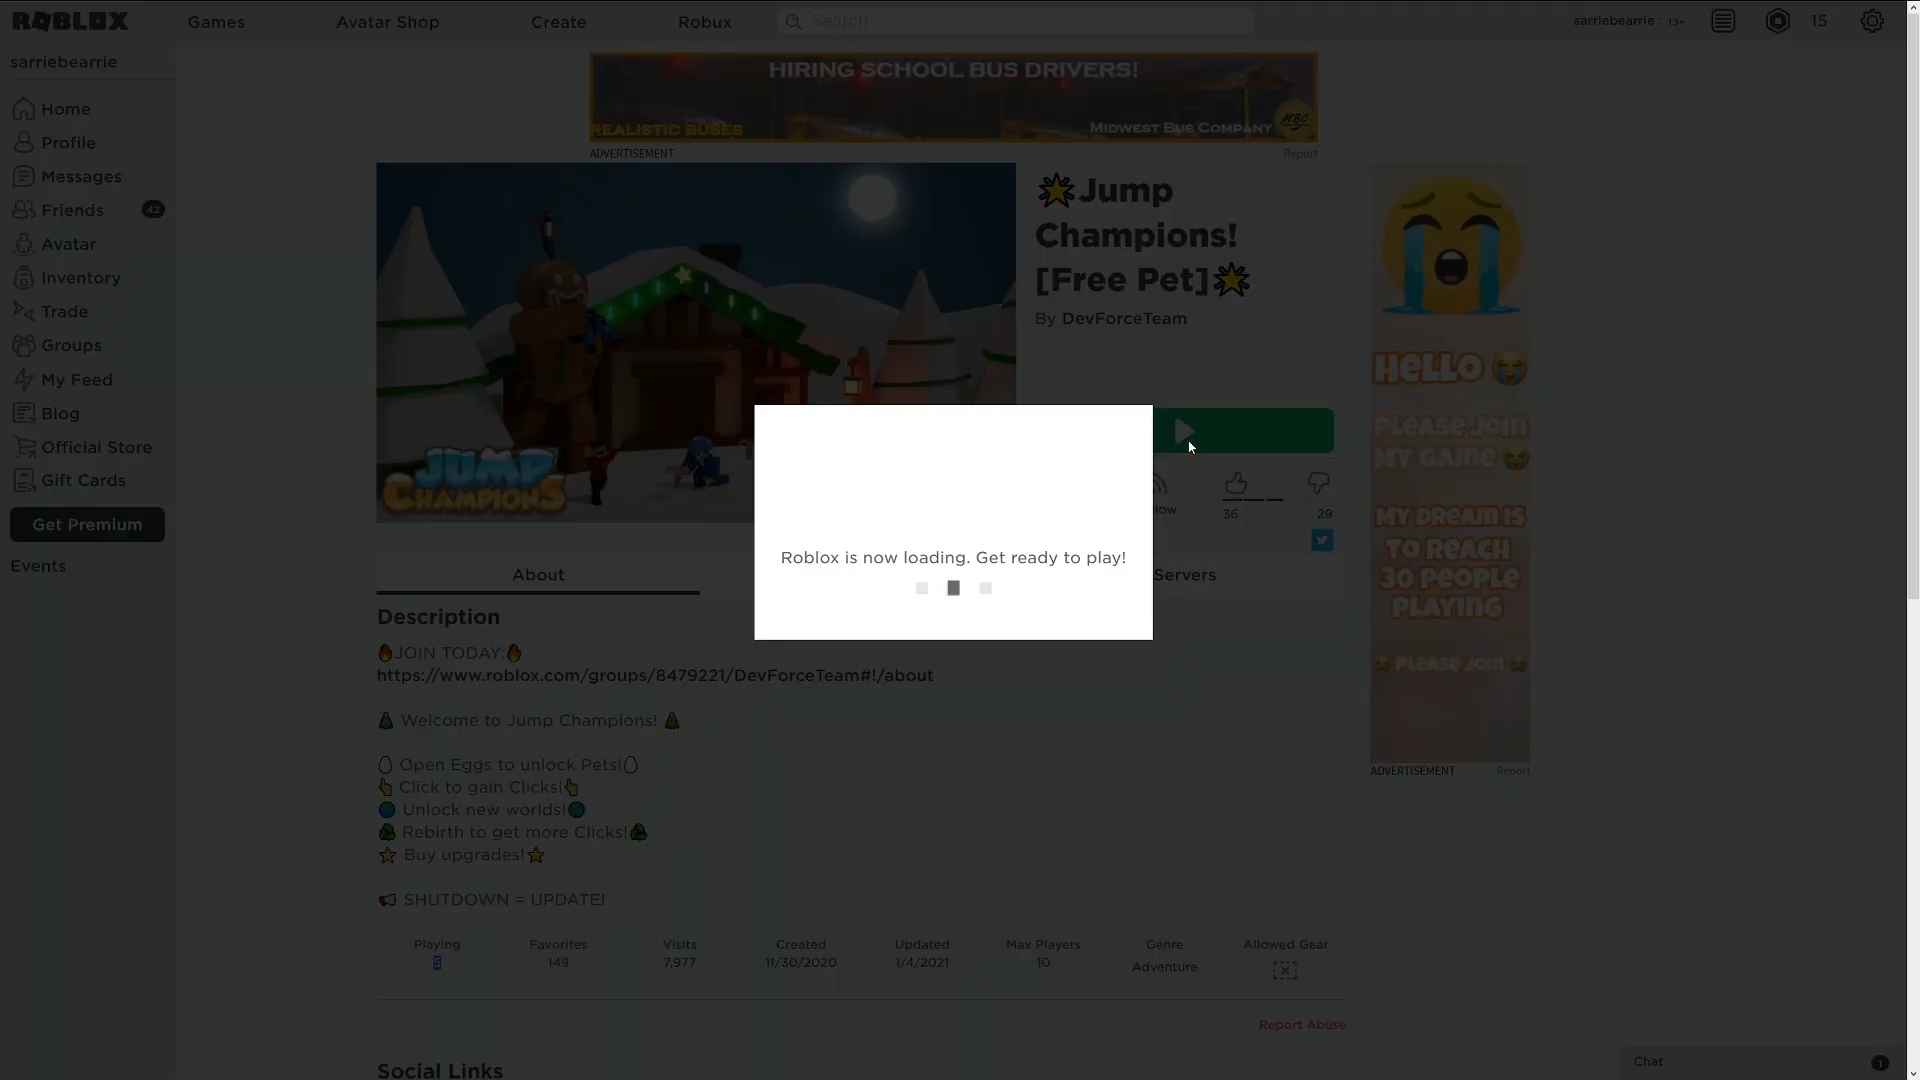 ROBLOX
Games
Avatar Shop
Create
Robux
Search
sarriebearrie : 13+
15
sarriebearrie
Home
Profile
Messages
Friends
42
Avatar
Inventory
Trade
Groups
My Feed
Blog
Official Store
Gift Cards
Get Premium
Events
HIRING SCHOOL BUS DRIVERS!
REALISTIC BUSES
MIDWEST BUS COMPANY
MBC
ADVERTISEMENT
Report
JUMP
CHAMPIONS
🌟Jump
Champions!
[Free Pet]🌟
By DevForceTeam
36
29
Roblox is now loading. Get ready to play!
About
Servers
HELLO 😭
PLEASE JOIN
MY GAME 😭
MY DREAM IS
TO REACH
30 PEOPLE
PLAYING
😭 PLEASE JOIN 😭
ADVERTISEMENT
Report
Description
🔥JOIN TODAY:🔥
https://www.roblox.com/groups/8479221/DevForceTeam#!/about
🎄 Welcome to Jump Champions! 🎄
🥚 Open Eggs to unlock Pets!🥚
👆 Click to gain Clicks!👆
🌎 Unlock new worlds!🌎
♻️ Rebirth to get more Clicks!♻️
⭐ Buy upgrades!⭐
📢 SHUTDOWN = UPDATE!
Playing
Favorites
149
Visits
7,977
Created
11/30/2020
Updated
1/4/2021
Max Players
10
Genre
Adventure
Allowed Gear
Report Abuse
Social Links
Chat
1